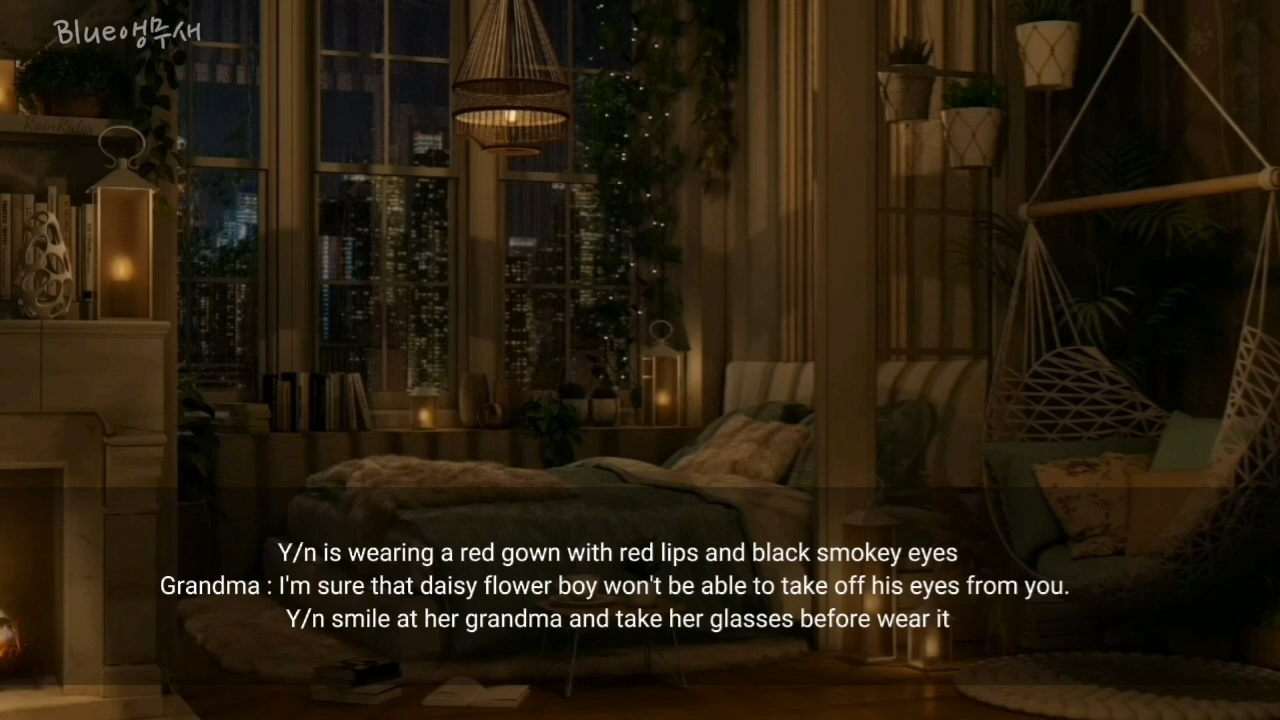 Blue앵무새
RainRider
Y/n is wearing a red gown with red lips and black smokey eyes
Grandma : I'm sure that daisy flower boy won't be able to take off his eyes from you.
Y/n smile at her grandma and take her glasses before wear it